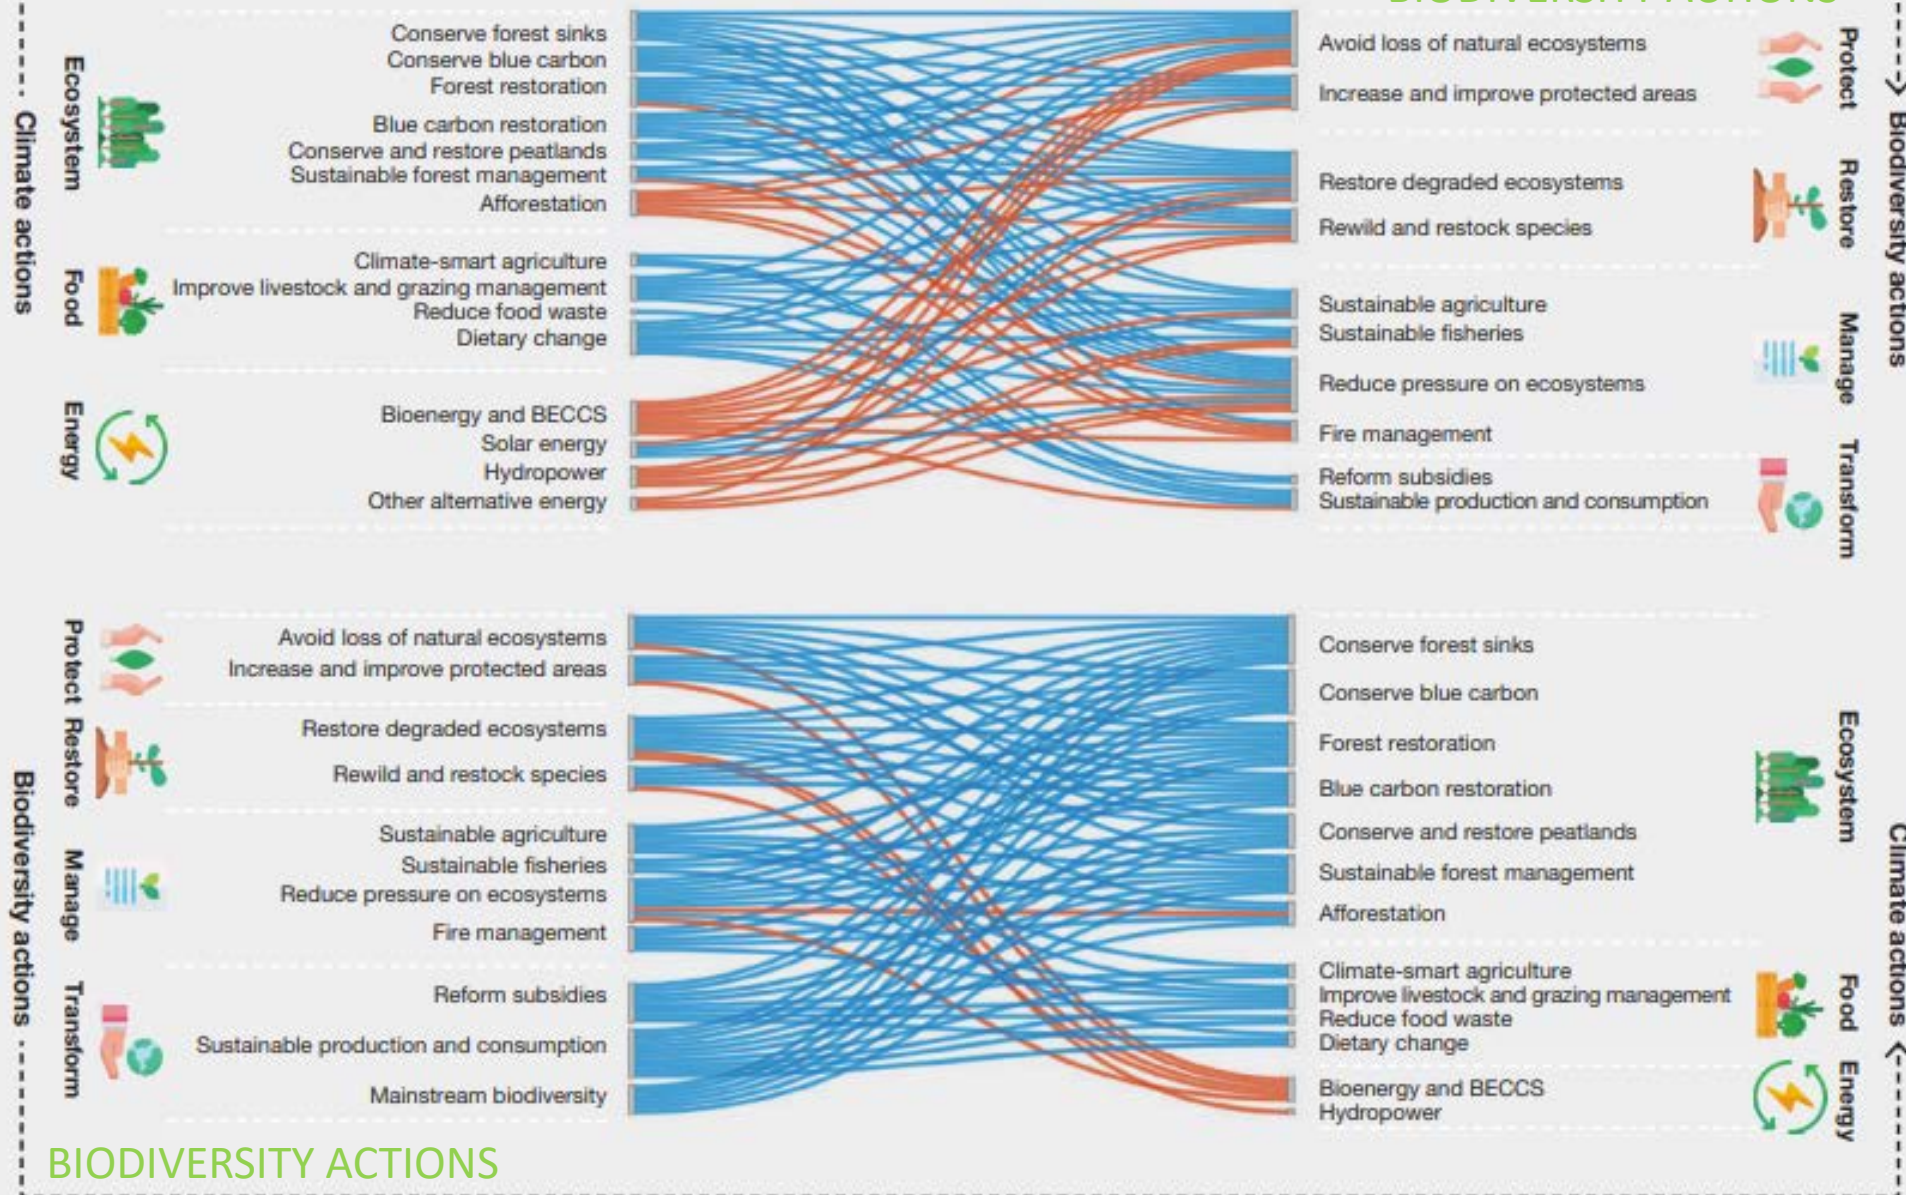 BIODIVERSITY ACTIONS
Climate actions
Ecosystem
Conserve forest sinks
Conserve blue carbon
Forest restoration
Blue carbon restoration
Conserve and restore peatlands
Sustainable forest management
Afforestation
Food
Climate-smart agriculture
Improve livestock and grazing management
Reduce food waste
Dietary change
Energy
Bioenergy and BECCS
Solar energy
Hydropower
Other alternative energy
Avoid loss of natural ecosystems
Increase and improve protected areas
Protect
Restore degraded ecosystems
Rewild and restock species
Restore
Sustainable agriculture
Sustainable fisheries
Reduce pressure on ecosystems
Fire management
Manage
Reform subsidies
Sustainable production and consumption
Transform
Biodiversity actions
Biodiversity actions
Protect
Avoid loss of natural ecosystems
Increase and improve protected areas
Restore
Restore degraded ecosystems
Rewild and restock species
Manage
Sustainable agriculture
Sustainable fisheries
Reduce pressure on ecosystems
Fire management
Transform
Reform subsidies
Sustainable production and consumption
Mainstream biodiversity
Conserve forest sinks
Conserve blue carbon
Forest restoration
Blue carbon restoration
Conserve and restore peatlands
Sustainable forest management
Afforestation
Ecosystem
Climate-smart agriculture
Improve livestock and grazing management
Reduce food waste
Dietary change
Food
Bioenergy and BECCS
Hydropower
Energy
Climate actions
BIODIVERSITY ACTIONS